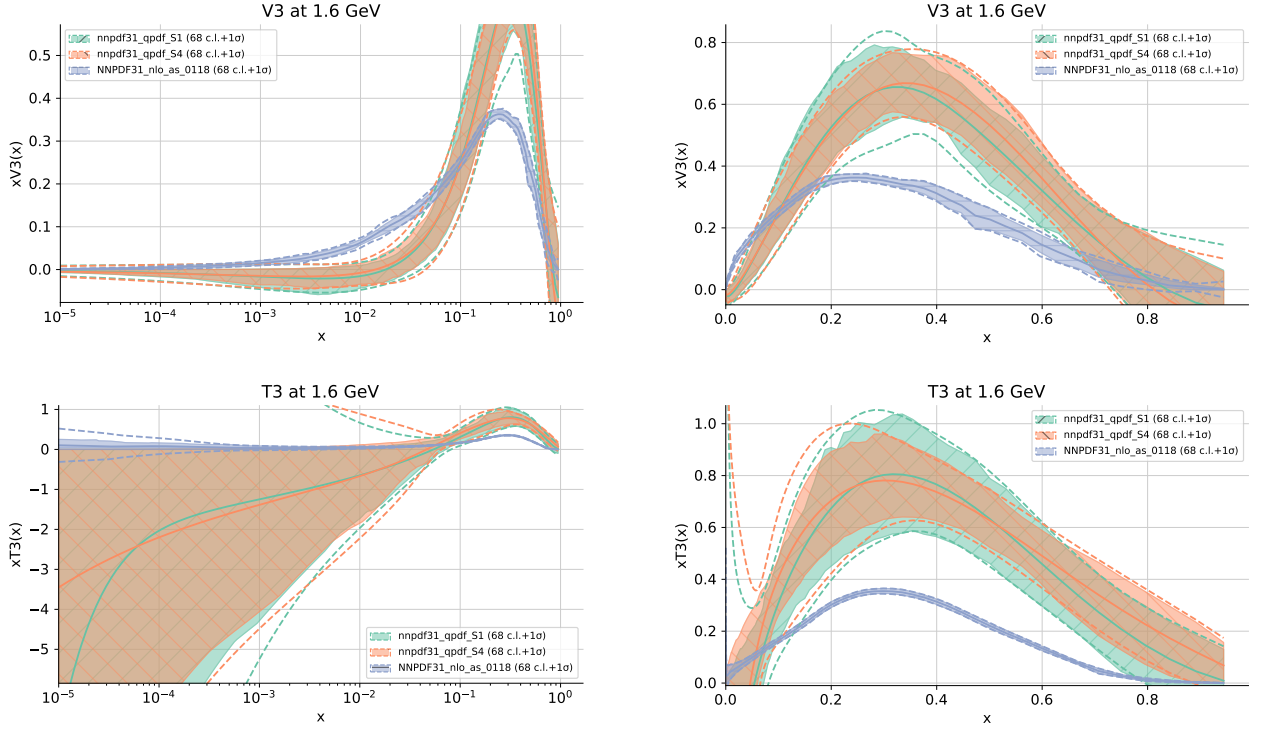 V3 at 1.6 GeV
nnpdf31_qpdf_S1 (68 c.l.+1σ)
nnpdf31_qpdf_S4 (68 c.l.+1σ)
NNPDF31_nlo_as_0118 (68 c.l.+1σ)
xV3(x)
0.5
0.4
0.3
0.2
0.1
0.0
10⁻⁵
10⁻⁴
10⁻³
10⁻²
10⁻¹
10⁰
x
V3 at 1.6 GeV
nnpdf31_qpdf_S1 (68 c.l.+1σ)
nnpdf31_qpdf_S4 (68 c.l.+1σ)
NNPDF31_nlo_as_0118 (68 c.l.+1σ)
xV3(x)
0.8
0.6
0.4
0.2
0.0
0.0
0.2
0.4
0.6
0.8
x
T3 at 1.6 GeV
xT3(x)
1
0
−1
−2
−3
−4
−5
nnpdf31_qpdf_S1 (68 c.l.+1σ)
nnpdf31_qpdf_S4 (68 c.l.+1σ)
NNPDF31_nlo_as_0118 (68 c.l.+1σ)
10⁻⁵
10⁻⁴
10⁻³
10⁻²
10⁻¹
10⁰
x
T3 at 1.6 GeV
nnpdf31_qpdf_S1 (68 c.l.+1σ)
nnpdf31_qpdf_S4 (68 c.l.+1σ)
NNPDF31_nlo_as_0118 (68 c.l.+1σ)
xT3(x)
1.0
0.8
0.6
0.4
0.2
0.0
0.0
0.2
0.4
0.6
0.8
x